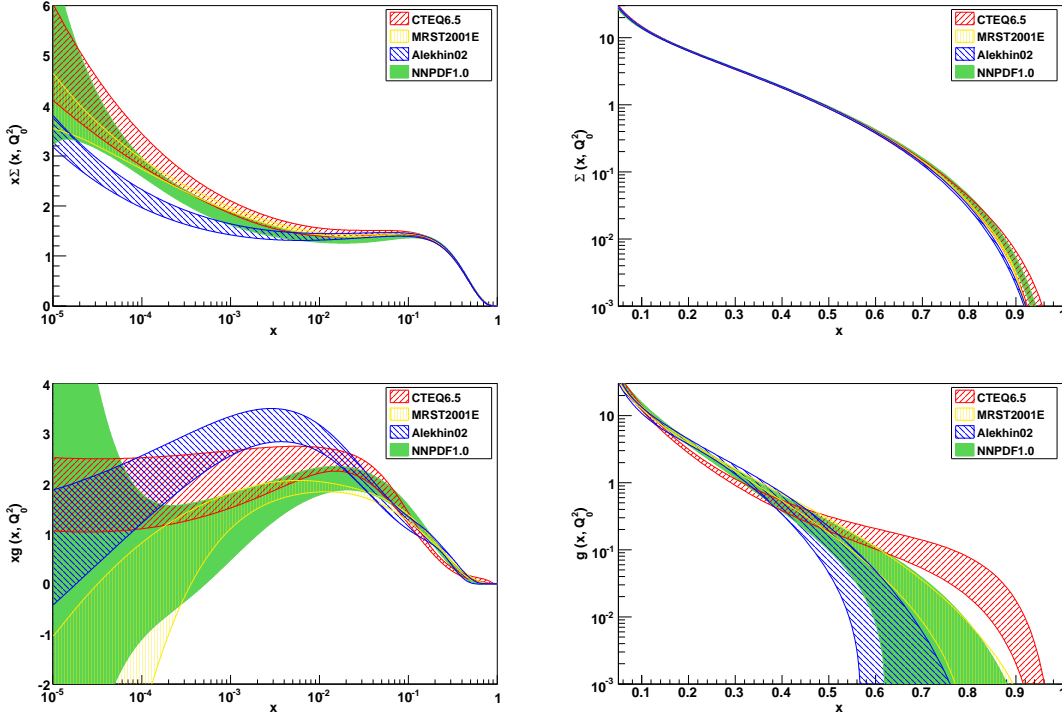 xΣ (x, Q₀²)
6
5
4
3
2
1
0
10⁻⁵ 10⁻⁴ 10⁻³ 10⁻² 10⁻¹ 1
x
CTEQ6.5
MRST2001E
Alekhin02
NNPDF1.0
Σ (x, Q₀²)
10
1
10⁻¹
10⁻²
10⁻³
0.1 0.2 0.3 0.4 0.5 0.6 0.7 0.8 0.9 1
x
CTEQ6.5
MRST2001E
Alekhin02
NNPDF1.0
xg (x, Q₀²)
4
3
2
1
0
-1
-2
10⁻⁵ 10⁻⁴ 10⁻³ 10⁻² 10⁻¹ 1
x
CTEQ6.5
MRST2001E
Alekhin02
NNPDF1.0
g (x, Q₀²)
10
1
10⁻¹
10⁻²
10⁻³
0.1 0.2 0.3 0.4 0.5 0.6 0.7 0.8 0.9 1
x
CTEQ6.5
MRST2001E
Alekhin02
NNPDF1.0